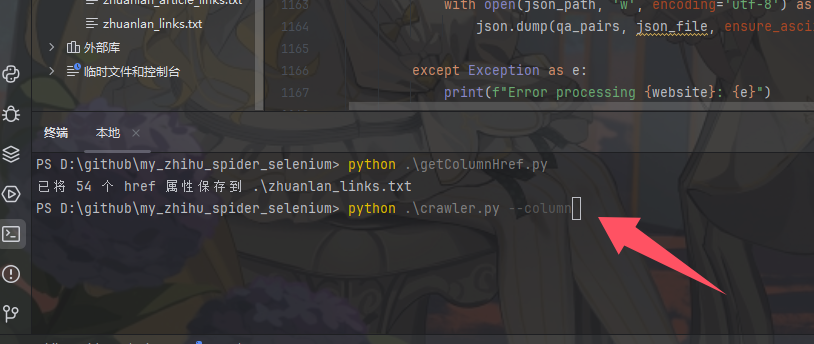 zhuanlan_article_links.txt
zhuanlan_links.txt
外部库
临时文件和控制台
1163 with open(json_path, 'w', encoding='utf-8') as
1164 json.dump(qa_pairs, json_file, ensure_asci
1165
1166 except Exception as e:
1167 print(f"Error processing {website}: {e}")
终端 本地 ×
PS D:\github\my_zhihu_spider_selenium> python .\getColumnHref.py
已将 54 个 href 属性保存到 .\zhuanlan_links.txt
PS D:\github\my_zhihu_spider_selenium> python .\crawler.py --column